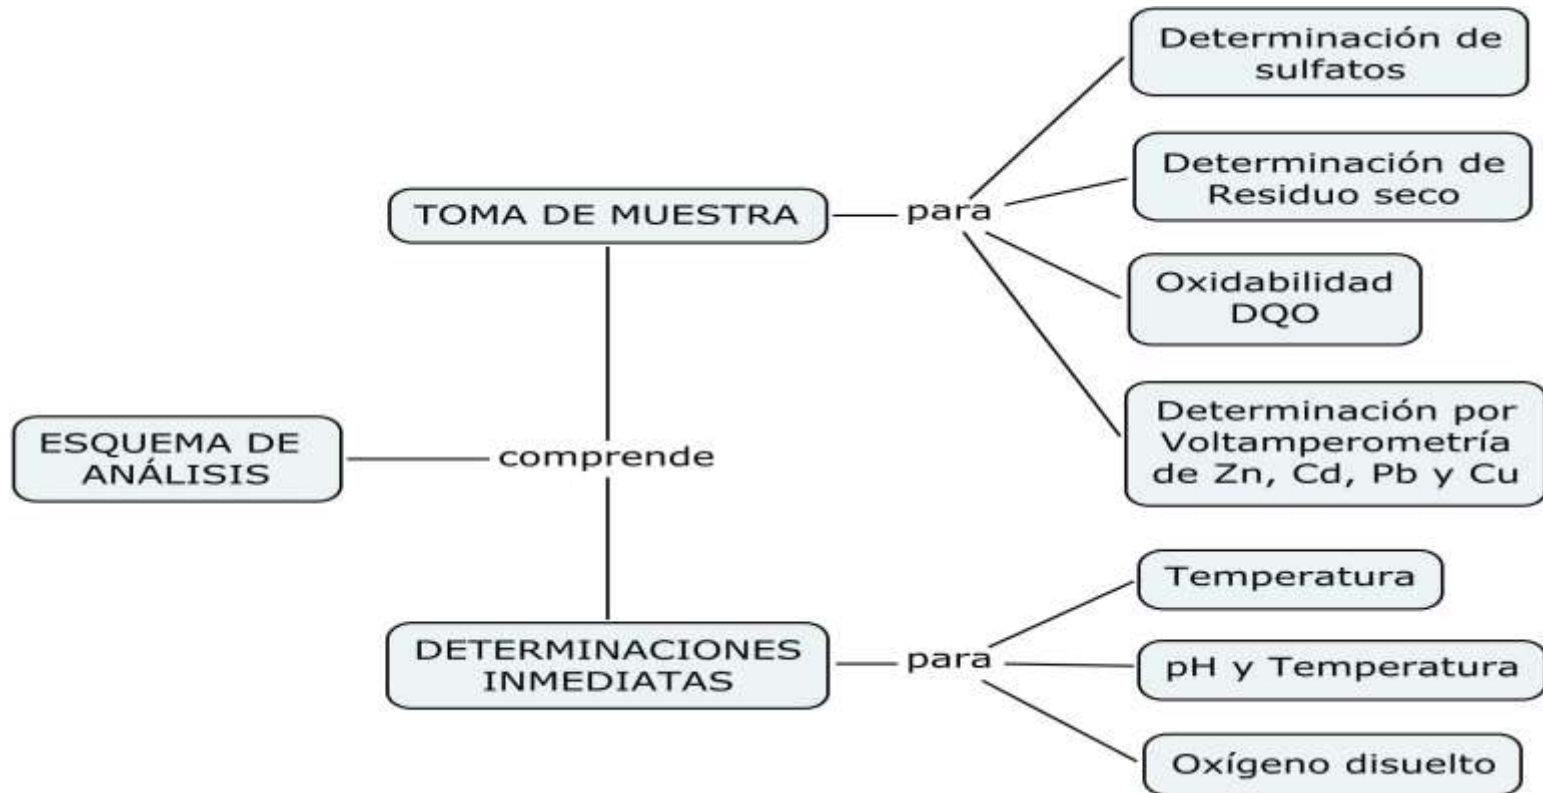 Determinación de
sulfatos
Determinación de
Residuo seco
TOMA DE MUESTRA
para
Oxidabilidad
DQO
Determinación por
Voltamperometría
de Zn, Cd, Pb y Cu
ESQUEMA DE
ANÁLISIS
comprende
Temperatura
DETERMINACIONES
INMEDIATAS
para
pH y Temperatura
Oxígeno disuelto